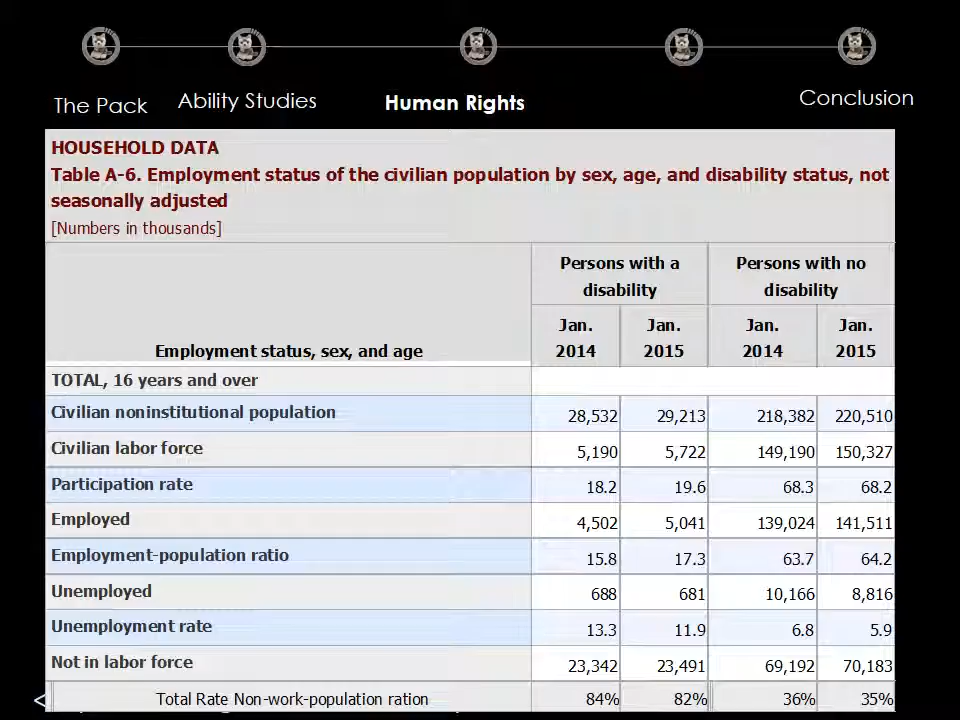 The Pack
Ability Studies
Human Rights
Conclusion
HOUSEHOLD DATA
Table A-6. Employment status of the civilian population by sex, age, and disability status, not
seasonally adjusted
[Numbers in thousands]
Employment status, sex, and age
Persons with a
disability
Persons with no
disability
Jan.
2014
Jan.
2015
Jan.
2014
Jan.
2015
TOTAL, 16 years and over
Civilian noninstitutional population 28,532 29,213 218,382 220,510
Civilian labor force 5,190 5,722 149,190 150,327
Participation rate 18.2 19.6 68.3 68.2
Employed 4,502 5,041 139,024 141,511
Employment-population ratio 15.8 17.3 63.7 64.2
Unemployed 688 681 10,166 8,816
Unemployment rate 13.3 11.9 6.8 5.9
Not in labor force 23,342 23,491 69,192 70,183
Total Rate Non-work-population ration 84% 82% 36% 35%
<